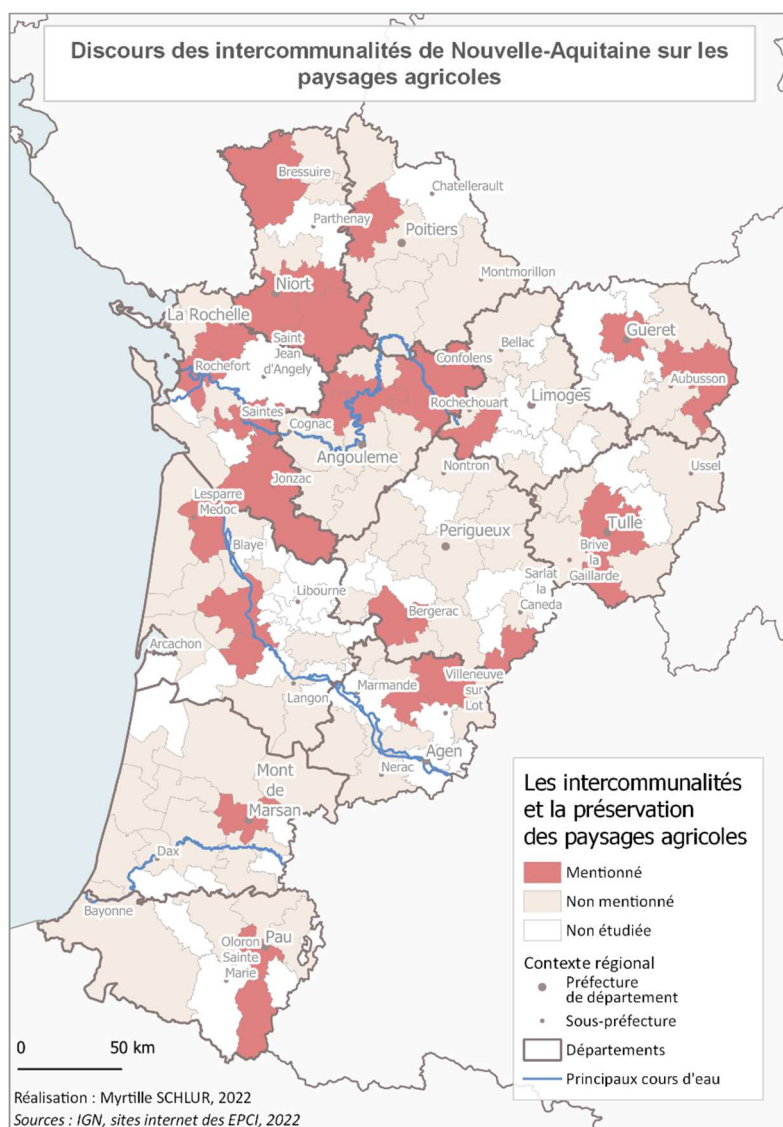 Discours des intercommunalités de Nouvelle-Aquitaine sur les
paysages agricoles
Bressuire
Chatellerault
Parthenay
Poitiers
Niort
Montmorillon
La Rochelle
Saint
Jean
d'Angely
Rochefort
Confolens
Bellac
Gueret
Aubusson
Rochechouart
Limoges
Saintes
Cognac
Angouleme
Nontron
Ussel
Jonzac
Lesparre
Medoc
Perigueux
Tulle
Blaye
Brive
la
Gaillarde
Libourne
Sarlat
la
Caneda
Bergerac
Arcachon
Marmande
Villeneuve
sur
Lot
Langon
Agen
Nerac
Mont
de
Marsan
Dax
Bayonne
Oloron
Sainte
Marie
Pau
Les intercommunalités
et la préservation
des paysages agricoles
Mentionné
Non mentionné
Non étudiée
Contexte régional
Préfecture
de département
Sous-préfecture
Départements
Principaux cours d'eau
0 50 km
Réalisation : Myrtille SCHLUR, 2022
Sources : IGN, sites internet des EPCI, 2022